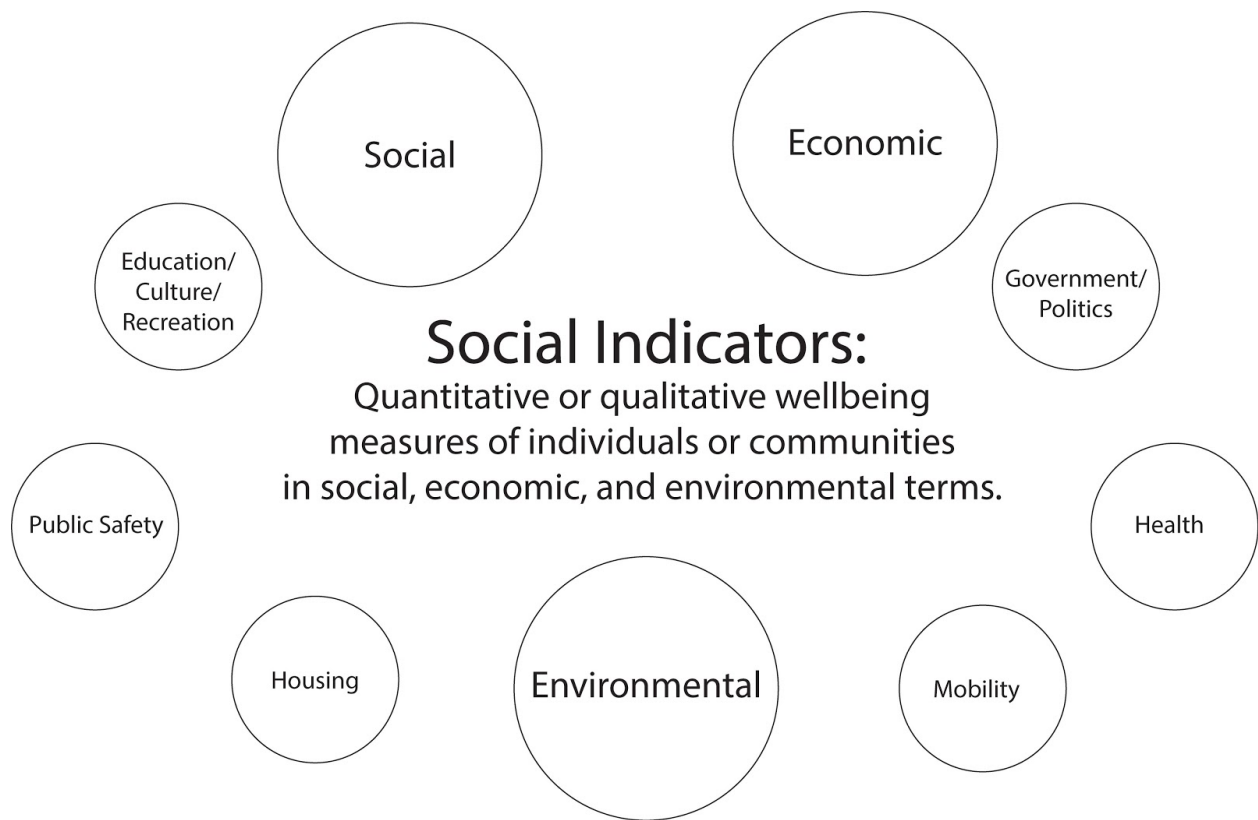 Social
Economic
Education/
Culture/
Recreation
Government/
Politics
Social Indicators:
Quantitative or qualitative wellbeing
measures of individuals or communities
in social, economic, and environmental terms.
Public Safety
Health
Housing
Environmental
Mobility